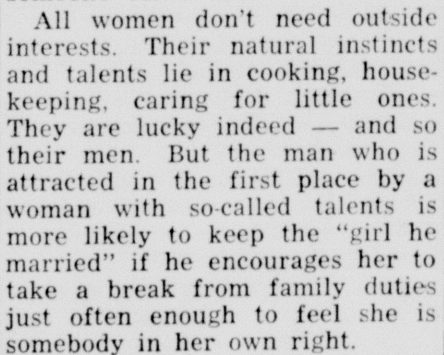 All women don't need outside
interests. Their natural instincts
and talents lie in cooking, house-
keeping, caring for little ones.
They are lucky indeed — and so
their men. But the man who is
attracted in the first place by a
woman with so-called talents is
more likely to keep the "girl he
married" if he encourages her to
take a break from family duties
just often enough to feel she is
somebody in her own right.